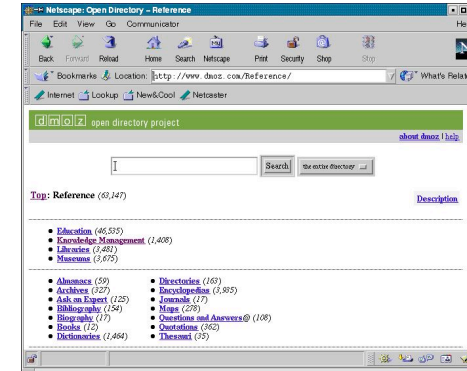 Netscape: Open Directory - Reference
File Edit View Go Communicator He
Back Forward Reload Home Search Netscape Print Security Shop Stop N
Bookmarks Location: http://www.dmoz.com/Reference/ What's Relat
Internet Lookup New&Cool Netcaster
dmoz open directory project
about dmoz | help
Search the entire directory
Top: Reference (63,147) Description
Education (46,535)
Knowledge Management (1,408)
Libraries (3,481)
Museums (3,675)
Almanacs (59)
Archives (327)
Ask an Expert (125)
Bibliography (154)
Biography (17)
Books (12)
Dictionaries (1,464)
Directories (163)
Encyclopedias (3,935)
Journals (17)
Maps (278)
Questions and Answers@ (108)
Quotations (362)
Thesauri (35)